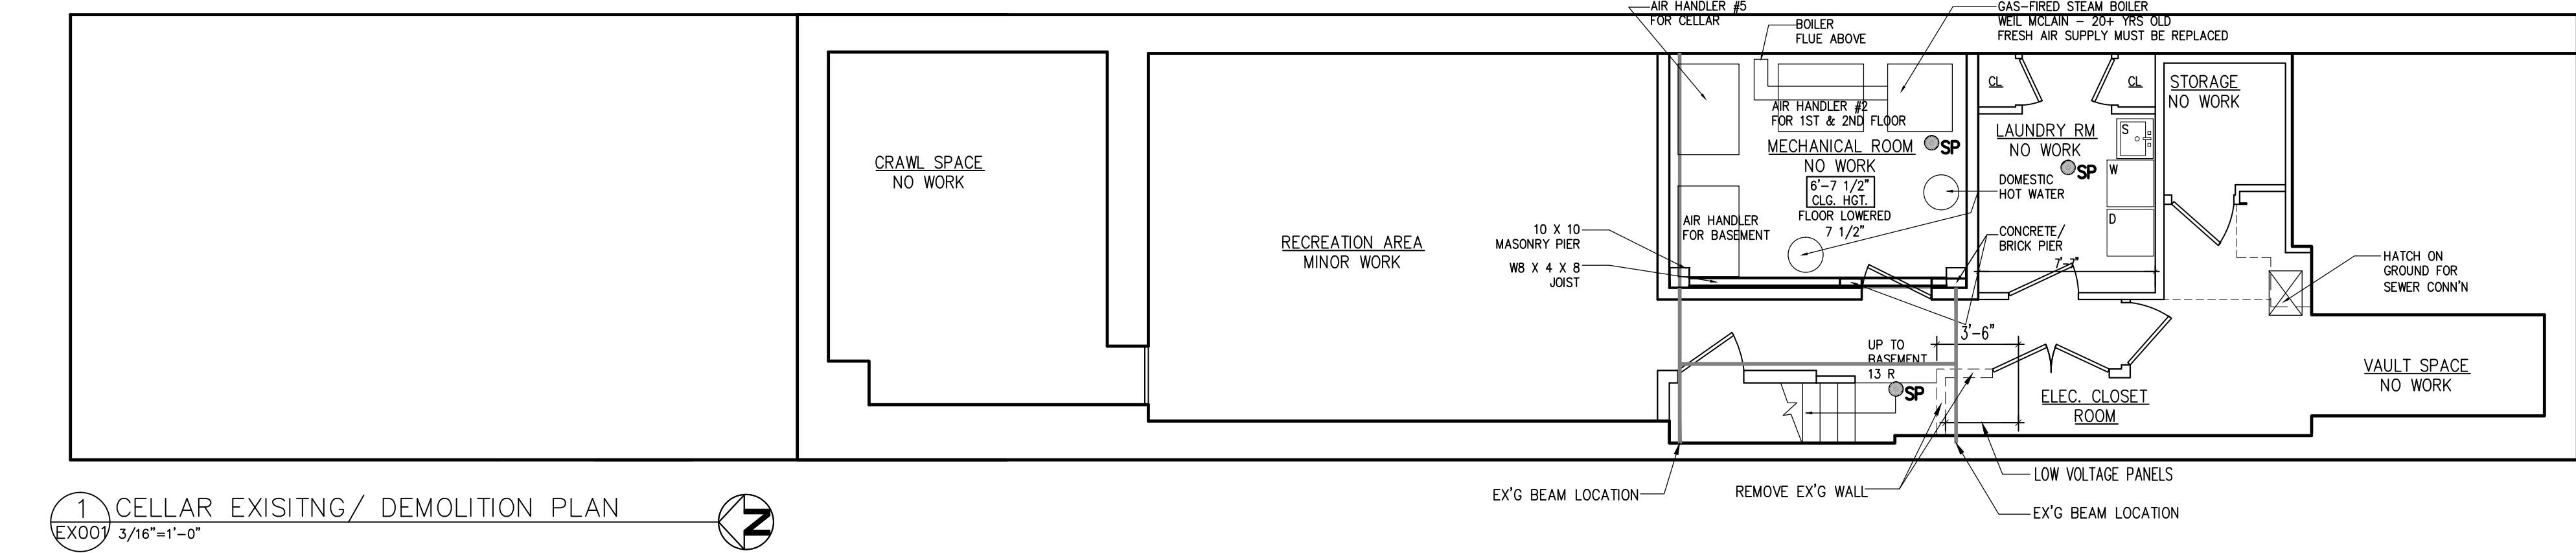 AIR HANDLER #5
FOR CELLAR
BOILER
FLUE ABOVE
GAS-FIRED STEAM BOILER
WEIL MCLAIN - 20+ YRS OLD
FRESH AIR SUPPLY MUST BE REPLACED
CL
CL
STORAGE
NO WORK
AIR HANDLER #2
FOR 1ST & 2ND FLOOR
MECHANICAL ROOM
NO WORK
SP
6'-7 1/2"
CLG. HGT.
FLOOR LOWERED
7 1/2"
LAUNDRY RM
NO WORK
SP
S
W
D
CRAWL SPACE
NO WORK
RECREATION AREA
MINOR WORK
AIR HANDLER
FOR BASEMENT
DOMESTIC
HOT WATER
10 X 10
MASONRY PIER
W8 X 4 X 8
JOIST
CONCRETE/
BRICK PIER
7'-7"
HATCH ON
GROUND FOR
SEWER CONN'N
3'-6"
UP TO
BASEMENT
13 R
SP
ELEC. CLOSET
ROOM
VAULT SPACE
NO WORK
LOW VOLTAGE PANELS
EX'G BEAM LOCATION
REMOVE EX'G WALL
EX'G BEAM LOCATION
1
EX001
CELLAR EXISITNG/ DEMOLITION PLAN
3/16"=1'-0"
N